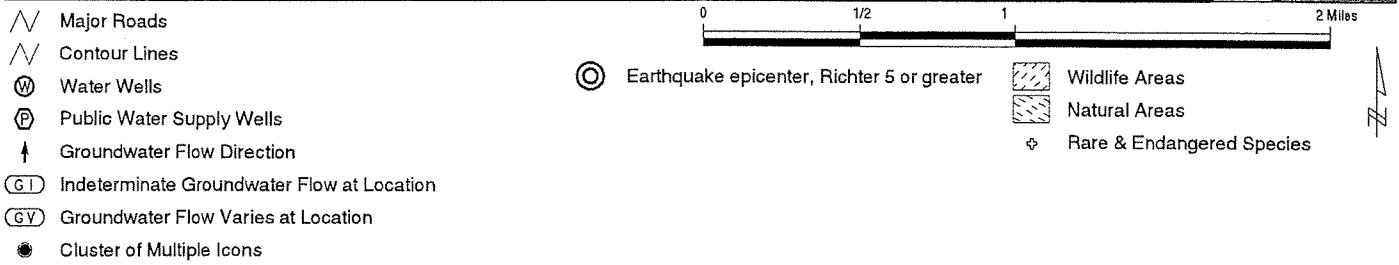 0 1/2 1 2 Miles
Major Roads
Contour Lines
W Water Wells
P Public Water Supply Wells
Groundwater Flow Direction
GI Indeterminate Groundwater Flow at Location
GV Groundwater Flow Varies at Location
Cluster of Multiple Icons
Earthquake epicenter, Richter 5 or greater
Wildlife Areas
Natural Areas
Rare & Endangered Species
N